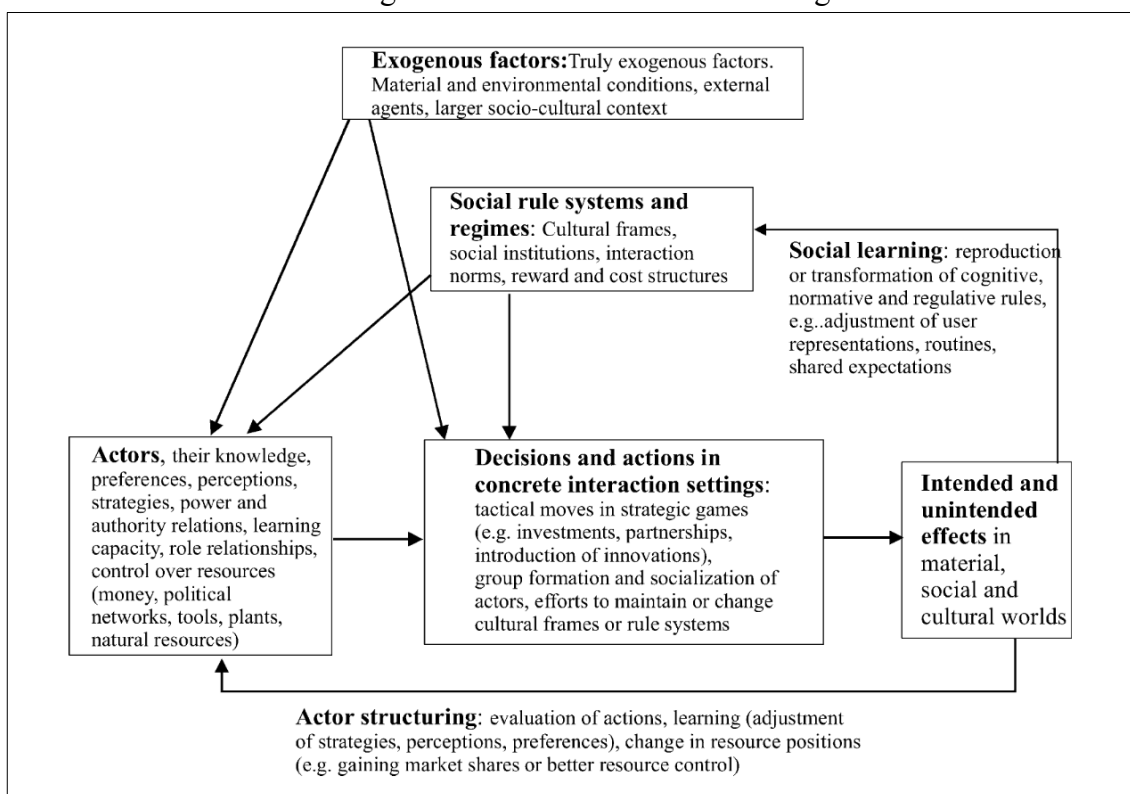 Exogenous factors:Truly exogenous factors.
Material and environmental conditions, external
agents, larger socio-cultural context
Social rule systems and
regimes: Cultural frames,
social institutions, interaction
norms, reward and cost structures
Social learning: reproduction
or transformation of cognitive,
normative and regulative rules,
e.g..adjustment of user
representations, routines,
shared expectations
Actors, their knowledge,
preferences, perceptions,
strategies, power and
authority relations, learning
capacity, role relationships,
control over resources
(money, political
networks, tools, plants,
natural resources)
Decisions and actions in
concrete interaction settings:
tactical moves in strategic games
(e.g. investments, partnerships,
introduction of innovations),
group formation and socialization of
actors, efforts to maintain or change
cultural frames or rule systems
Intended and
unintended
effects in
material,
social and
cultural worlds
Actor structuring: evaluation of actions, learning (adjustment
of strategies, perceptions, preferences), change in resource positions
(e.g. gaining market shares or better resource control)